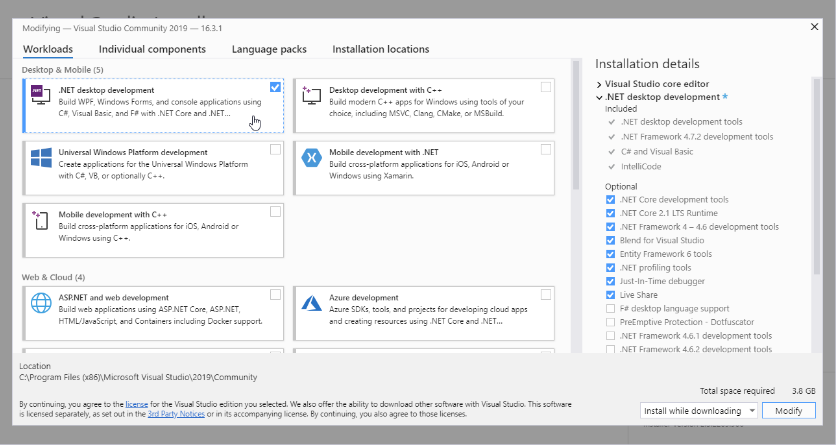 Modifying — Visual Studio Community 2019 — 16.3.1
Workloads Individual components Language packs Installation locations
Desktop & Mobile (5)
.NET desktop development
Build WPF, Windows Forms, and console applications using
C#, Visual Basic, and F# with .NET Core and .NET...
Desktop development with C++
Build modern C++ apps for Windows using tools of your
choice, including MSVC, Clang, CMake, or MSBuild.
Universal Windows Platform development
Create applications for the Universal Windows Platform
with C#, VB, or optionally C++.
Mobile development with .NET
Build cross-platform applications for iOS, Android or
Windows using Xamarin.
Mobile development with C++
Build cross-platform applications for iOS, Android or
Windows using C++.
Web & Cloud (4)
ASP.NET and web development
Build web applications using ASP.NET Core, ASP.NET,
HTML/JavaScript, and Containers including Docker support.
Azure development
Azure SDKs, tools, and projects for developing cloud apps
and creating resources using .NET Core and .NET...
Installation details
Visual Studio core editor
.NET desktop development *
Included
.NET desktop development tools
.NET Framework 4.7.2 development tools
C# and Visual Basic
IntelliCode
Optional
.NET Core development tools
.NET Core 2.1 LTS Runtime
.NET Framework 4 – 4.6 development tools
Blend for Visual Studio
Entity Framework 6 tools
.NET profiling tools
Just-In-Time debugger
Live Share
F# desktop language support
PreEmptive Protection - Dotfuscator
.NET Framework 4.6.1 development tools
.NET Framework 4.6.2 development tools
Location
C:\Program Files (x86)\Microsoft Visual Studio\2019\Community
Total space required 3.8 GB
By continuing, you agree to the license for the Visual Studio edition you selected. We also offer the ability to download other software with Visual Studio. This software
is licensed separately, as set out in the 3rd Party Notices or in its accompanying license. By continuing, you also agree to those licenses.
Install while downloading Modify